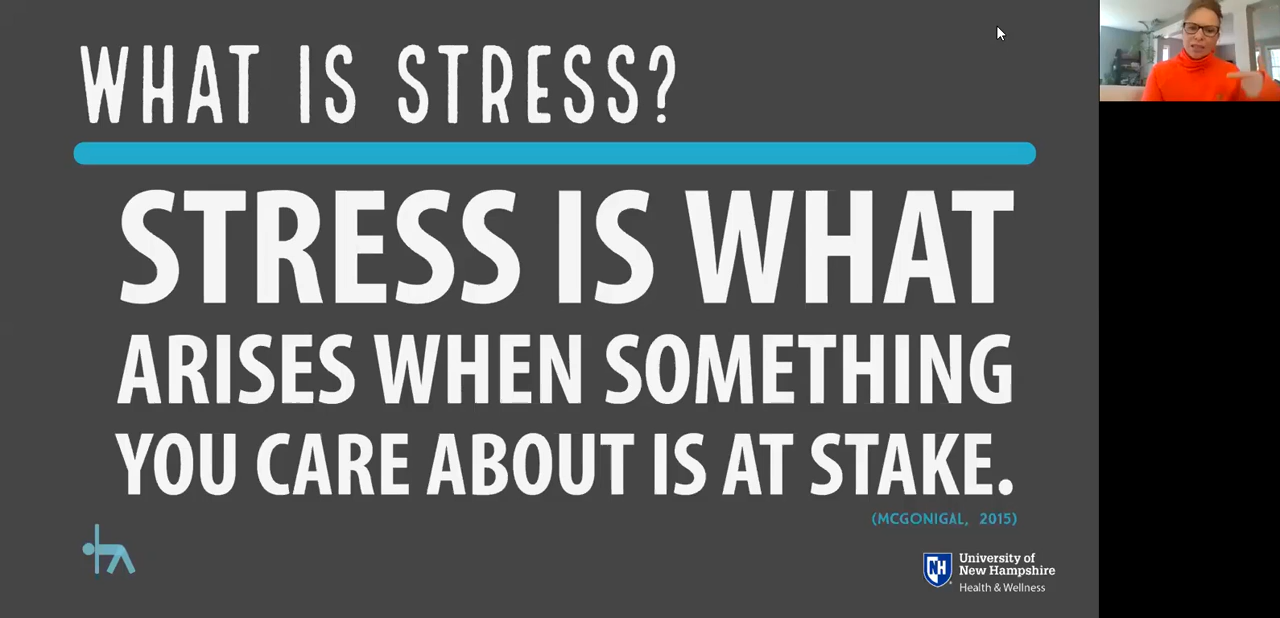 WHAT IS STRESS?
STRESS IS WHAT
ARISES WHEN SOMETHING
YOU CARE ABOUT IS AT STAKE.
(MCGONIGAL, 2015)
NH
University of
New Hampshire
Health & Wellness